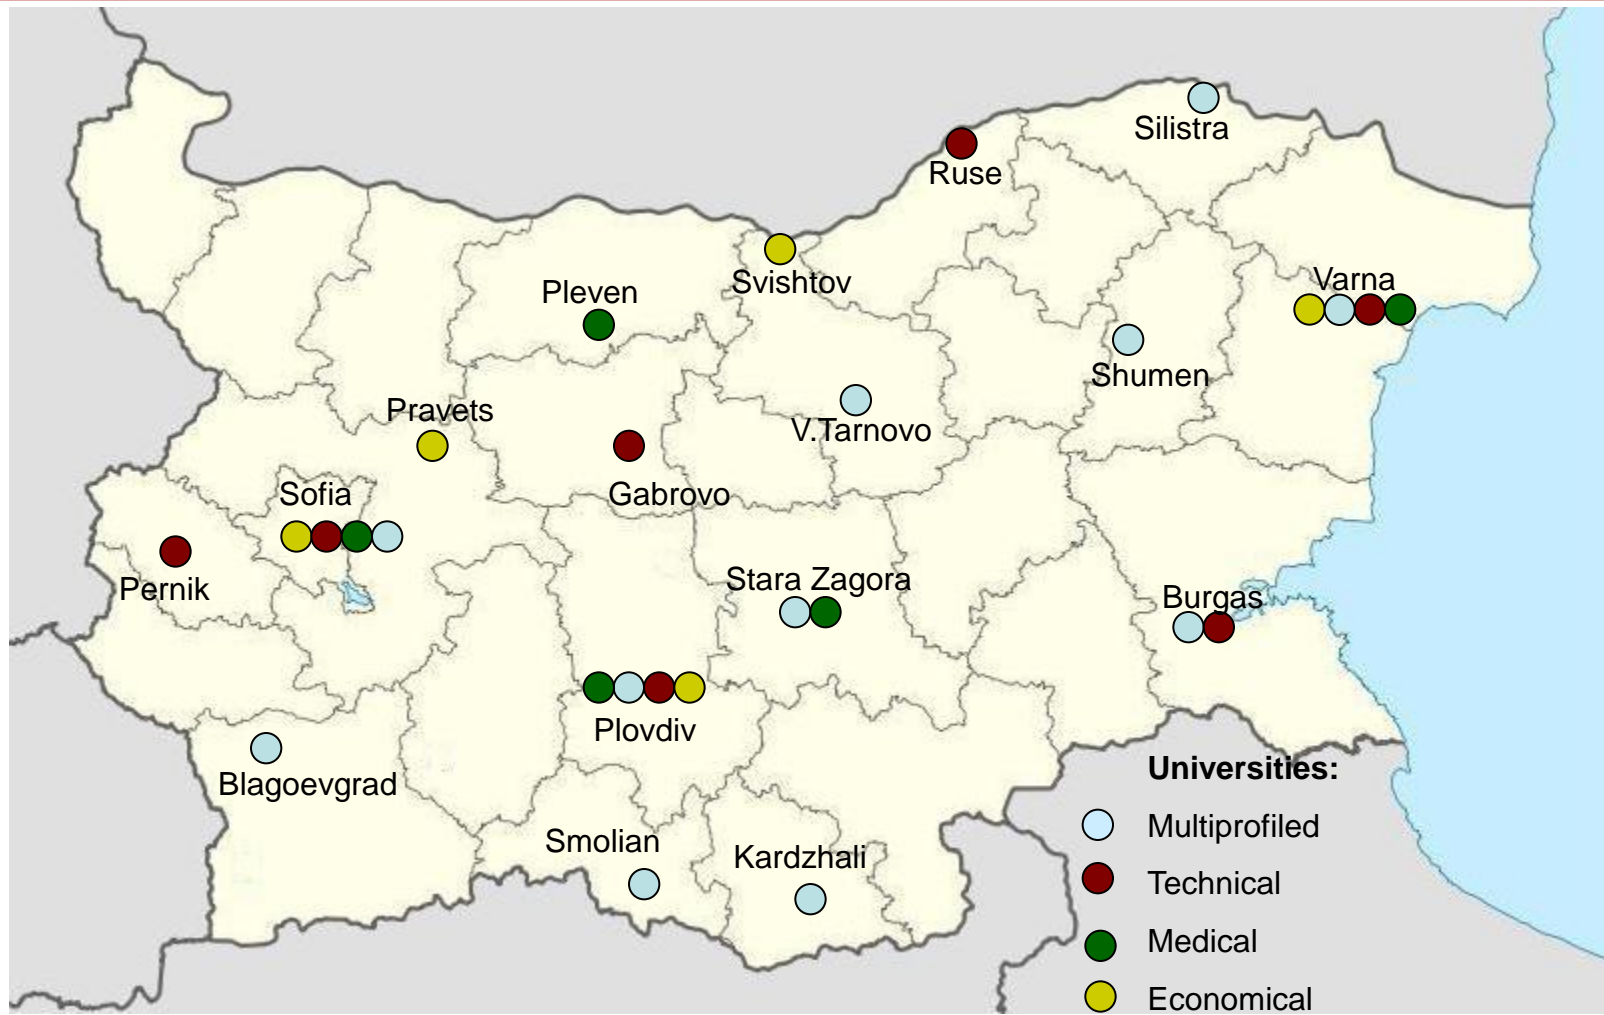 Silistra
Ruse
Svishtov
Varna
Pleven
Shumen
Pravets
V.Tarnovo
Sofia
Gabrovo
Pernik
Stara Zagora
Burgas
Plovdiv
Blagoevgrad
Smolian
Kardzhali
Universities:
Multiprofiled
Technical
Medical
Economical